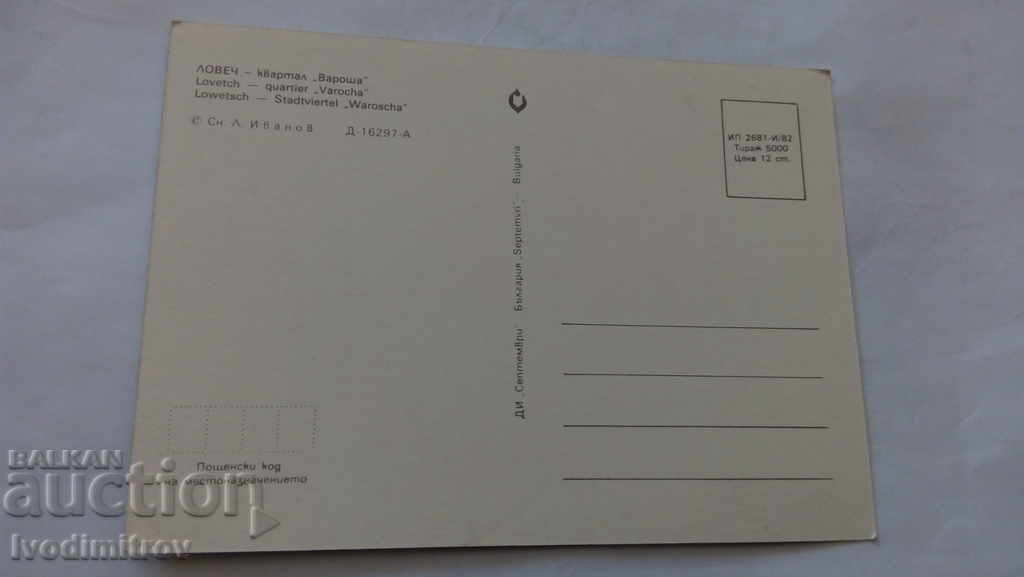 ЛОВЕЧ – квартал „Вароша"
Lovetch — quartier „Varocha"
Lowetsch — Stadtviertel „Waroscha"
© Сн. Л. Иванов Д-16297-А
ИП 2681-И/82
Тираж 5000
Цена 12 ст.
ДИ „Септември" България „Septemvri" — Bulgaria
Пощенски код
на местоназначението
BALKAN
auction
Ivodimitrov